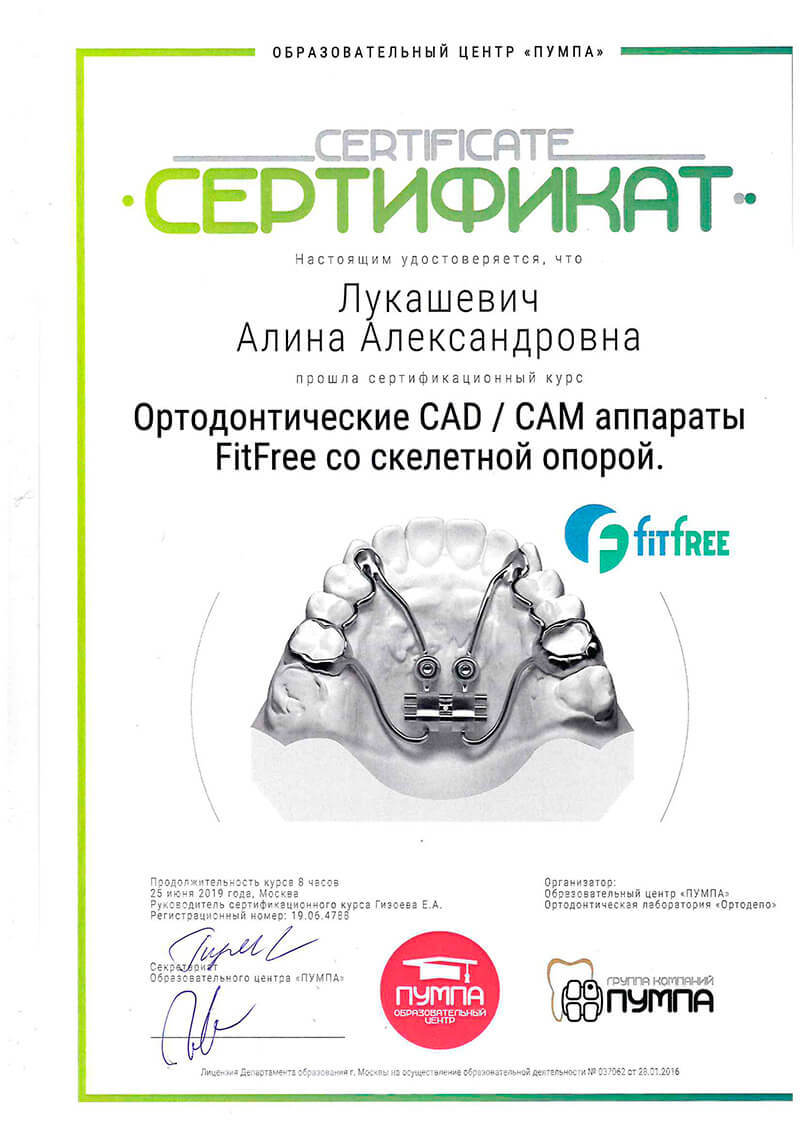 ОБРАЗОВАТЕЛЬНЫЙ ЦЕНТР «ПУМПА»
CERTIFICATE
СЕРТИФИКАТ
Настоящим удостоверяется, что
Лукашевич
Алина Александровна
прошла сертификационный курс
Ортодонтические CAD / CAM аппараты
FitFree со скелетной опорой.
FITFREE
Продолжительность курса 8 часов
25 июня 2019 года, Москва
Руководитель сертификационного курса Гизоева Е.А.
Регистрационный номер: 19.06.4788
Организатор:
Образовательный центр «ПУМПА»
Ортодонтическая лаборатория «Ортодепо»
Секретариат
Образовательного центра «ПУМПА»
ПУМПА
ОБРАЗОВАТЕЛЬНЫЙ
ЦЕНТР
ГРУППА КОМПАНИЙ
ПУМПА
Лицензия Департамента образования г. Москвы на осуществление образовательной деятельности № 037062 от 28.01.2016